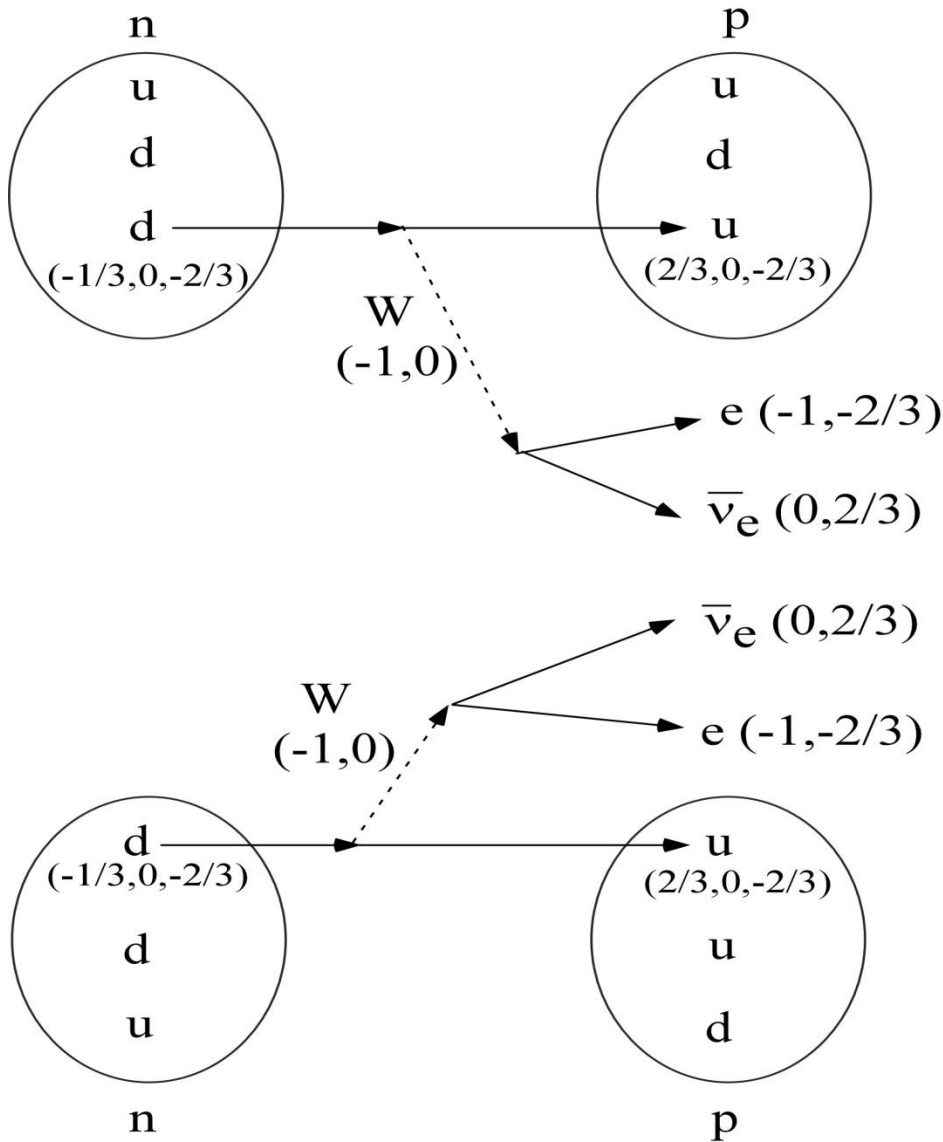 n p
u u
d d
d u
(-1/3,0,-2/3) (2/3,0,-2/3)
W
(-1,0)
e (-1,-2/3)
ν̅e (0,2/3)
ν̅e (0,2/3)
W
(-1,0)
e (-1,-2/3)
d u
(-1/3,0,-2/3) (2/3,0,-2/3)
d u
u d
n p